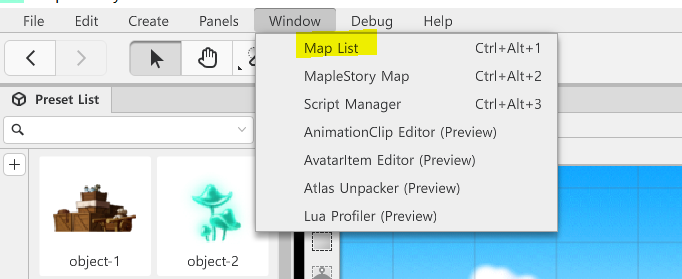 File Edit Create Panels Window Debug Help
Map List Ctrl+Alt+1
MapleStory Map Ctrl+Alt+2
Script Manager Ctrl+Alt+3
AnimationClip Editor (Preview)
AvatarItem Editor (Preview)
Atlas Unpacker (Preview)
Lua Profiler (Preview)
Preset List
object-1 object-2